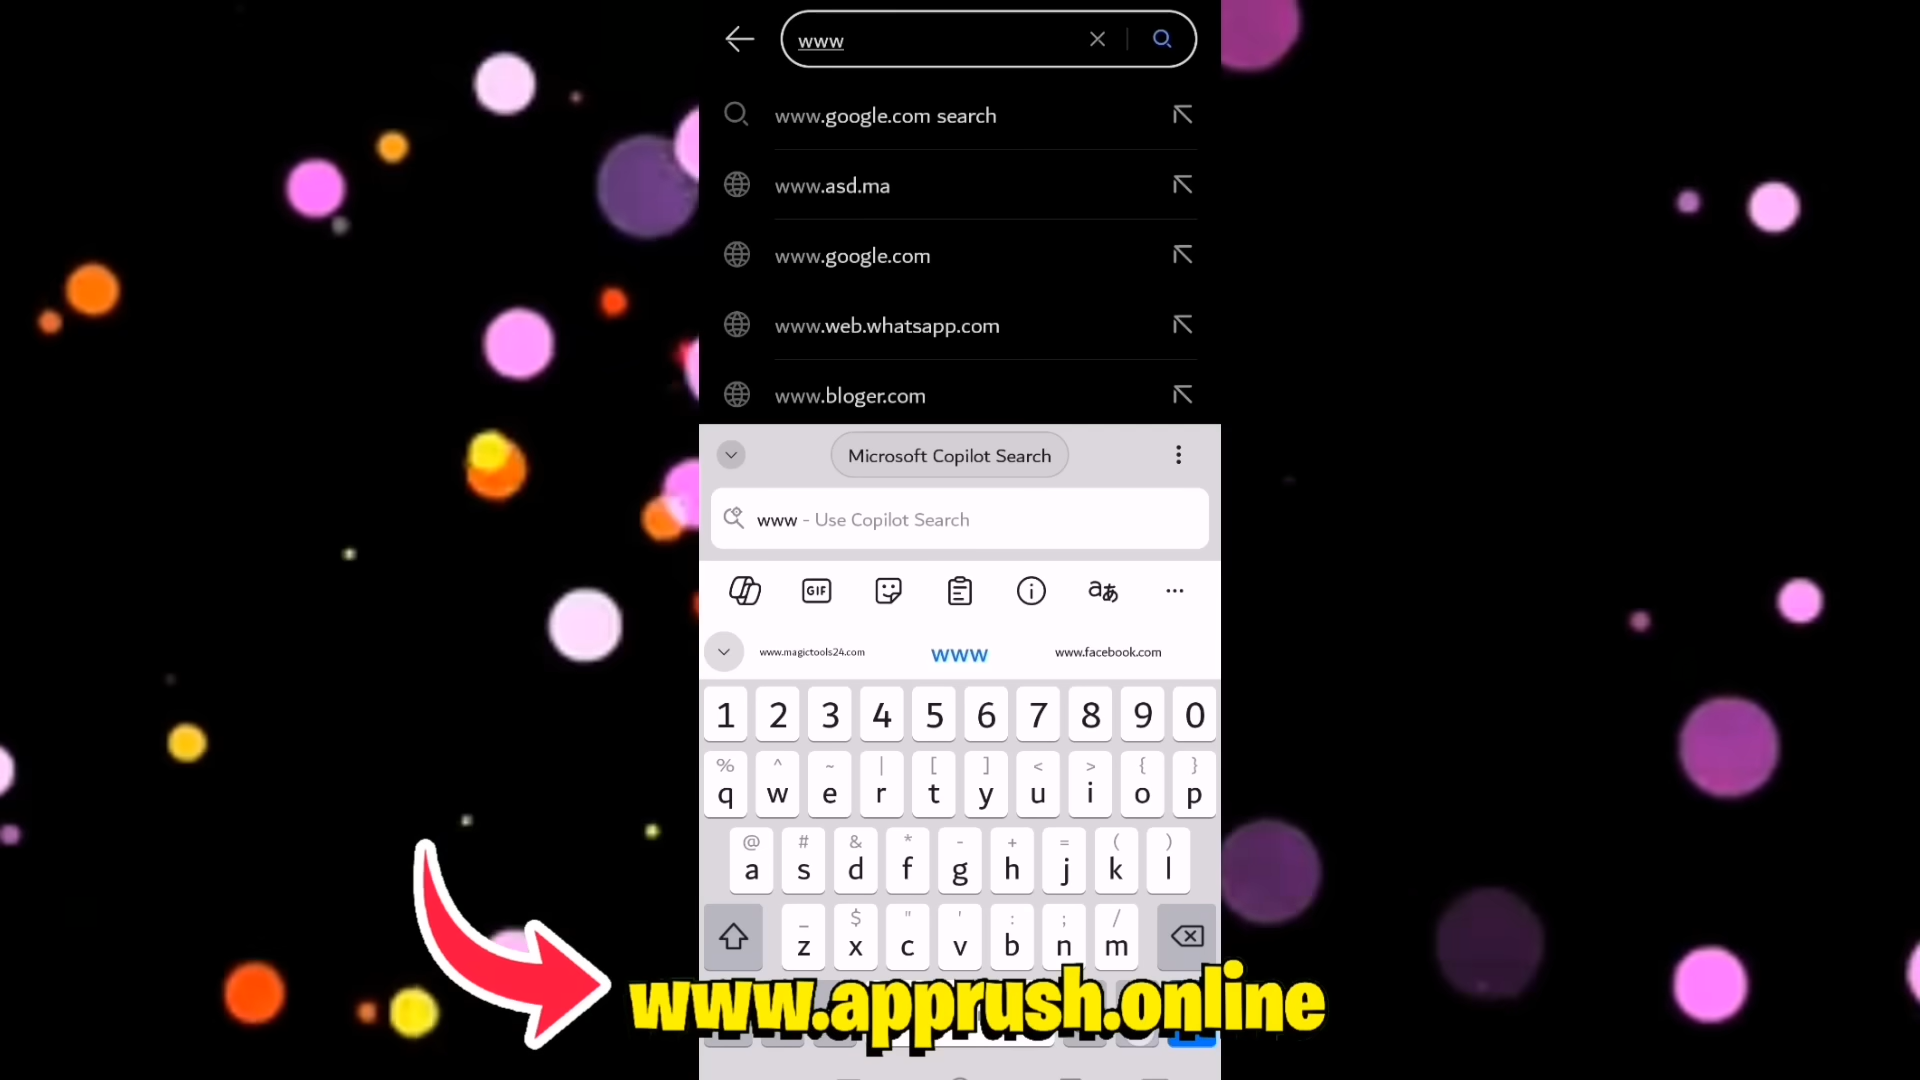 www
www.google.com search
www.asd.ma
www.google.com
www.web.whatsapp.com
www.bloger.com
Microsoft Copilot Search
www - Use Copilot Search
GIF
aあ
www.magictools24.com
www
www.facebook.com
1 2 3 4 5 6 7 8 9 0
% ^ ~ | [ ] < > { }
q w e r t y u i o p
@ # & * - + = ( )
a s d f g h j k l
_ $ " ' : ; /
z x c v b n m
www.apprush.online